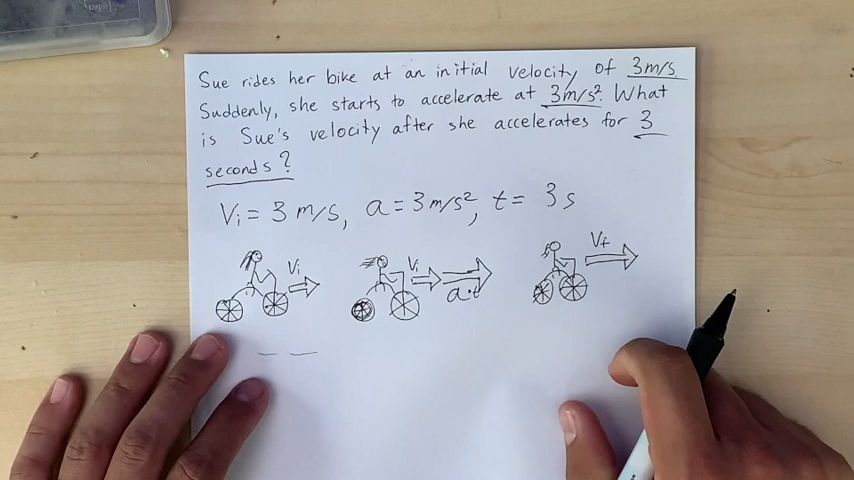 Sue rides her bike at an initial velocity of 3m/s.
Suddenly, she starts to accelerate at 3m/s². What
is Sue's velocity after she accelerates for 3
seconds?
Vi = 3 m/s, a = 3 m/s², t = 3 s
Vi Vi a·t Vf